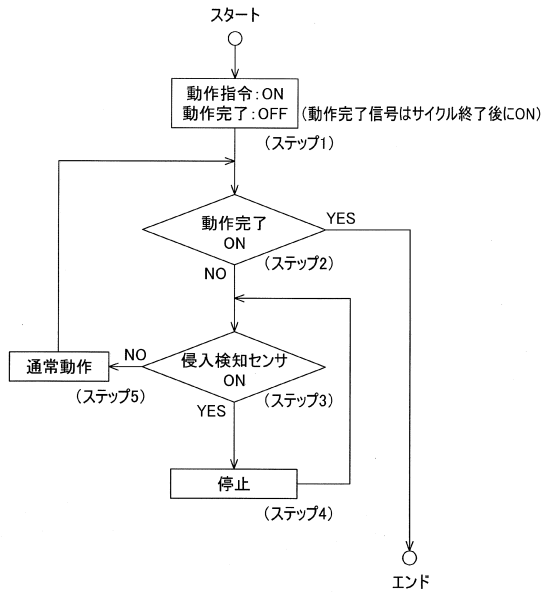 スタート
動作指令：ON
動作完了：OFF
(動作完了信号はサイクル終了後にON)
(ステップ1)
動作完了
ON
YES
(ステップ2)
NO
侵入検知センサ
ON
NO
通常動作
(ステップ5)
(ステップ3)
YES
停止
(ステップ4)
エンド